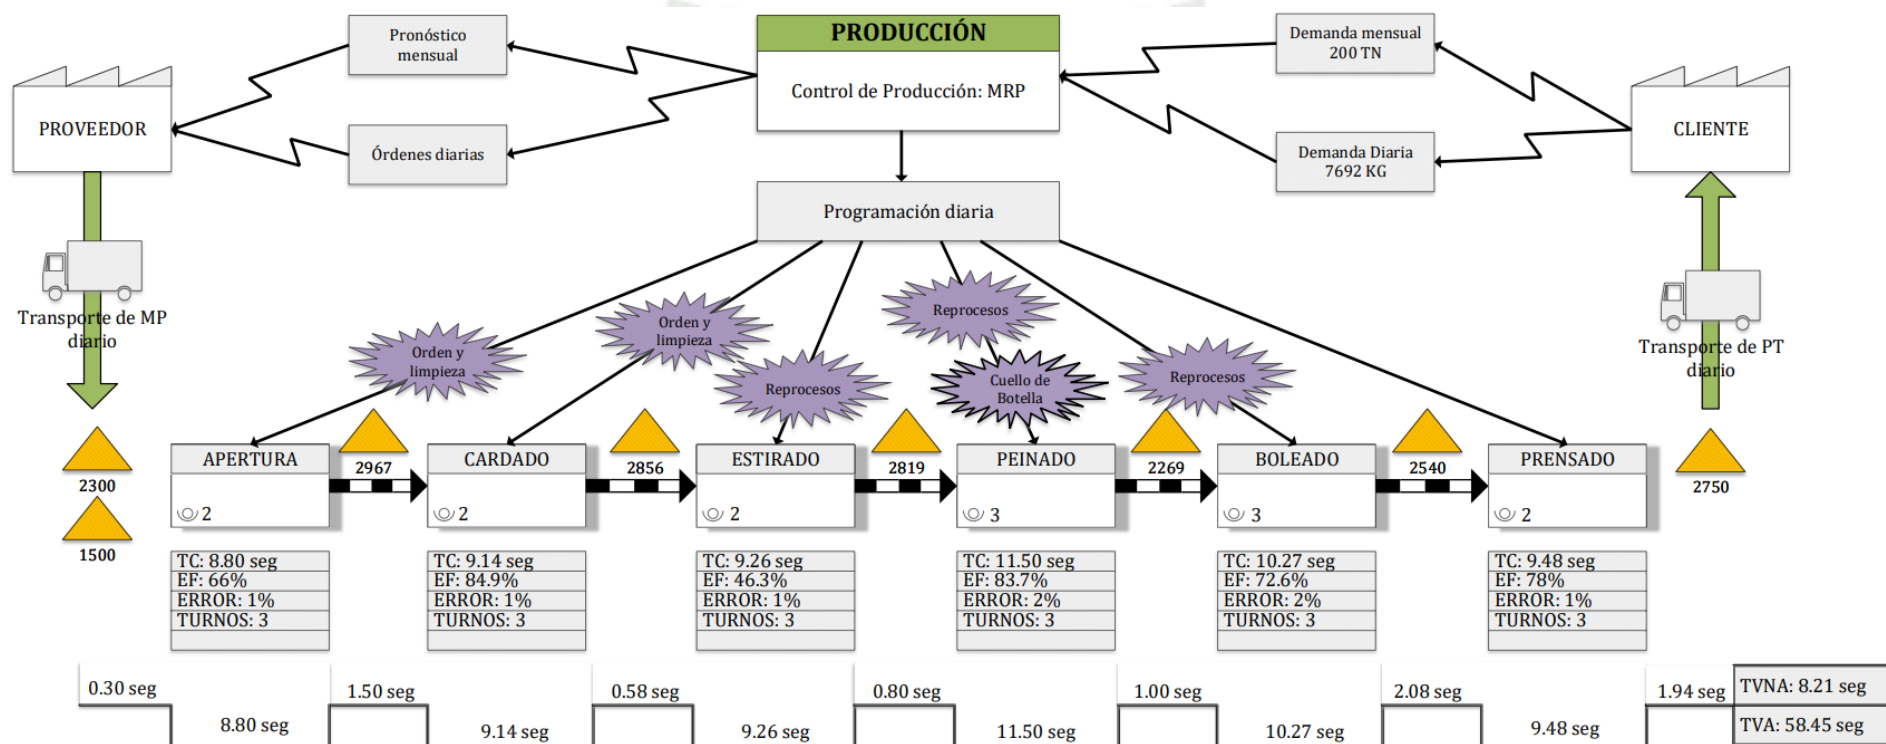 PRODUCCIÓN
Control de Producción: MRP
Pronóstico
mensual
Órdenes diarias
Demanda mensual
200 TN
Demanda Diaria
7692 KG
PROVEEDOR
CLIENTE
Programación diaria
Transporte de MP
diario
Transporte de PT
diario
Orden y
limpieza
Orden y
limpieza
Reprocesos
Reprocesos
Cuello de
Botella
Reprocesos
2300
1500
APERTURA
2
2967
CARDADO
2
2856
ESTIRADO
2
2819
PEINADO
3
2269
BOLEADO
3
2540
PRENSADO
2
2750
TC: 8.80 seg
EF: 66%
ERROR: 1%
TURNOS: 3
TC: 9.14 seg
EF: 84.9%
ERROR: 1%
TURNOS: 3
TC: 9.26 seg
EF: 46.3%
ERROR: 1%
TURNOS: 3
TC: 11.50 seg
EF: 83.7%
ERROR: 2%
TURNOS: 3
TC: 10.27 seg
EF: 72.6%
ERROR: 2%
TURNOS: 3
TC: 9.48 seg
EF: 78%
ERROR: 1%
TURNOS: 3
0.30 seg
8.80 seg
1.50 seg
9.14 seg
0.58 seg
9.26 seg
0.80 seg
11.50 seg
1.00 seg
10.27 seg
2.08 seg
9.48 seg
1.94 seg
TVNA: 8.21 seg
TVA: 58.45 seg